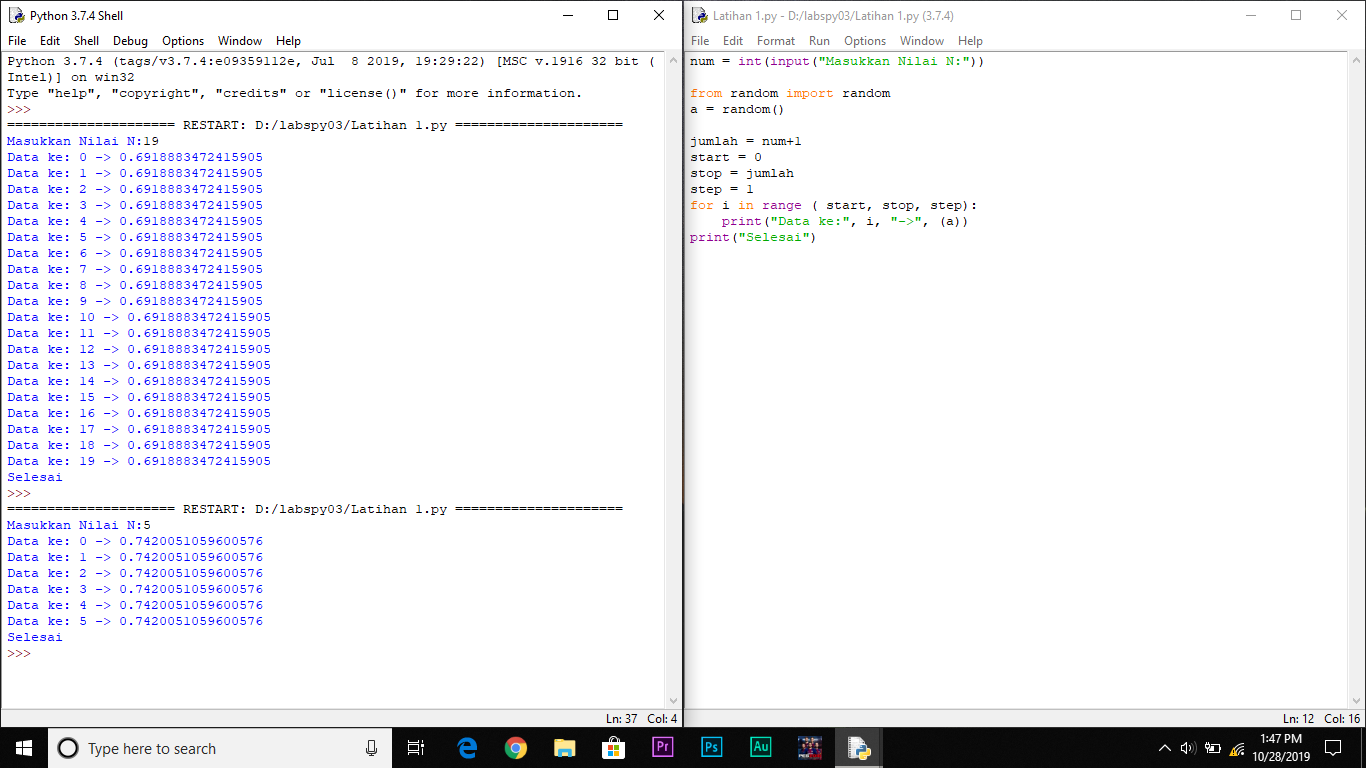 Python 3.7.4 Shell
File Edit Shell Debug Options Window Help
Python 3.7.4 (tags/v3.7.4:e09359112e, Jul  8 2019, 19:29:22) [MSC v.1916 32 bit (
Intel)] on win32
Type "help", "copyright", "credits" or "license()" for more information.
>>>
===================== RESTART: D:/labspy03/Latihan 1.py =====================
Masukkan Nilai N:19
Data ke: 0 -> 0.6918883472415905
Data ke: 1 -> 0.6918883472415905
Data ke: 2 -> 0.6918883472415905
Data ke: 3 -> 0.6918883472415905
Data ke: 4 -> 0.6918883472415905
Data ke: 5 -> 0.6918883472415905
Data ke: 6 -> 0.6918883472415905
Data ke: 7 -> 0.6918883472415905
Data ke: 8 -> 0.6918883472415905
Data ke: 9 -> 0.6918883472415905
Data ke: 10 -> 0.6918883472415905
Data ke: 11 -> 0.6918883472415905
Data ke: 12 -> 0.6918883472415905
Data ke: 13 -> 0.6918883472415905
Data ke: 14 -> 0.6918883472415905
Data ke: 15 -> 0.6918883472415905
Data ke: 16 -> 0.6918883472415905
Data ke: 17 -> 0.6918883472415905
Data ke: 18 -> 0.6918883472415905
Data ke: 19 -> 0.6918883472415905
Selesai
>>>
===================== RESTART: D:/labspy03/Latihan 1.py =====================
Masukkan Nilai N:5
Data ke: 0 -> 0.7420051059600576
Data ke: 1 -> 0.7420051059600576
Data ke: 2 -> 0.7420051059600576
Data ke: 3 -> 0.7420051059600576
Data ke: 4 -> 0.7420051059600576
Data ke: 5 -> 0.7420051059600576
Selesai
>>>
Ln: 37 Col: 4
Latihan 1.py - D:/labspy03/Latihan 1.py (3.7.4)
File Edit Format Run Options Window Help
num = int(input("Masukkan Nilai N:"))
from random import random
a = random()
jumlah = num+1
start = 0
stop = jumlah
step = 1
for i in range ( start, stop, step):
    print("Data ke:", i, "->", (a))
print("Selesai")
Ln: 12 Col: 16
Type here to search
Pr
Ps
Au
1:47 PM
10/28/2019